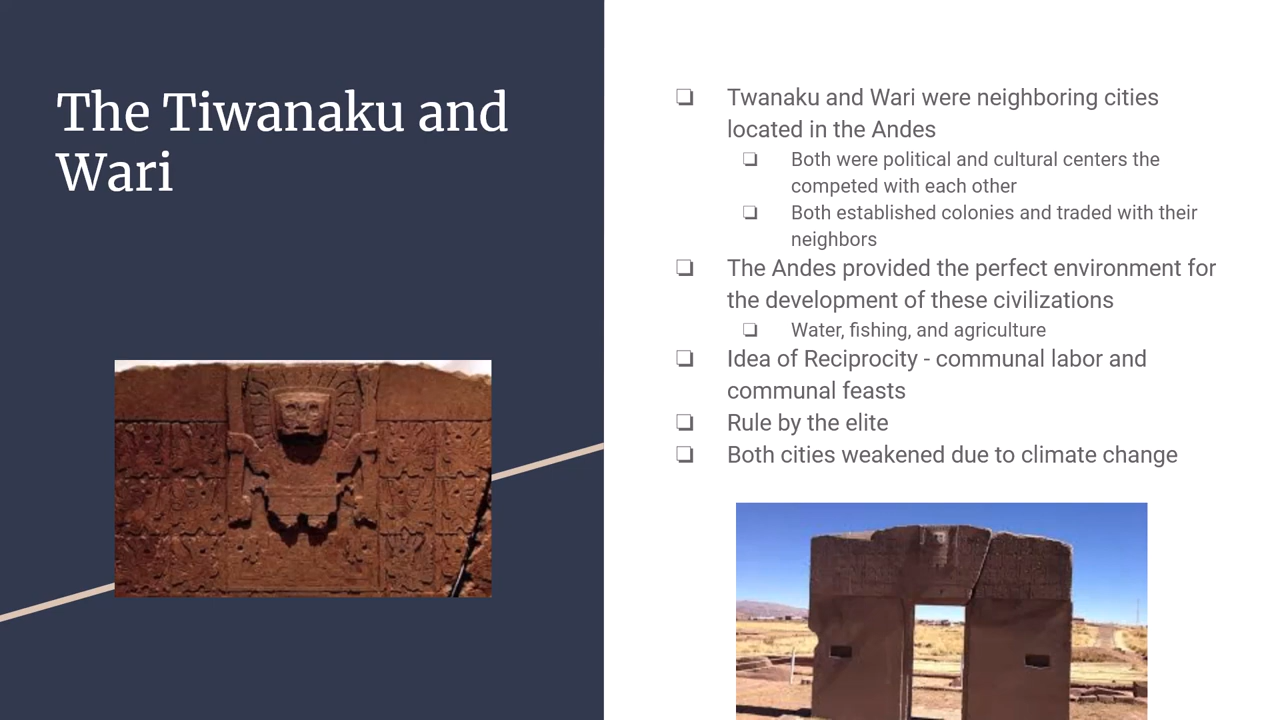 The Tiwanaku and
Wari
❏ Twanaku and Wari were neighboring cities
located in the Andes
❏ Both were political and cultural centers the
competed with each other
❏ Both established colonies and traded with their
neighbors
❏ The Andes provided the perfect environment for
the development of these civilizations
❏ Water, fishing, and agriculture
❏ Idea of Reciprocity - communal labor and
communal feasts
❏ Rule by the elite
❏ Both cities weakened due to climate change